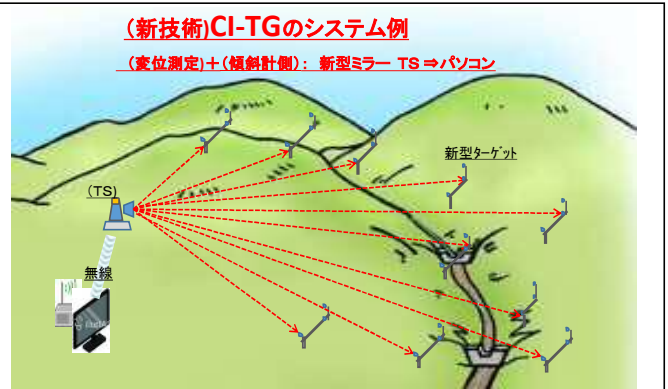 (新技術)CI-TGのシステム例
(変位測定)+(傾斜計側): 新型ミラー TS⇒パソコン
新型ターゲット
(TS)
無線